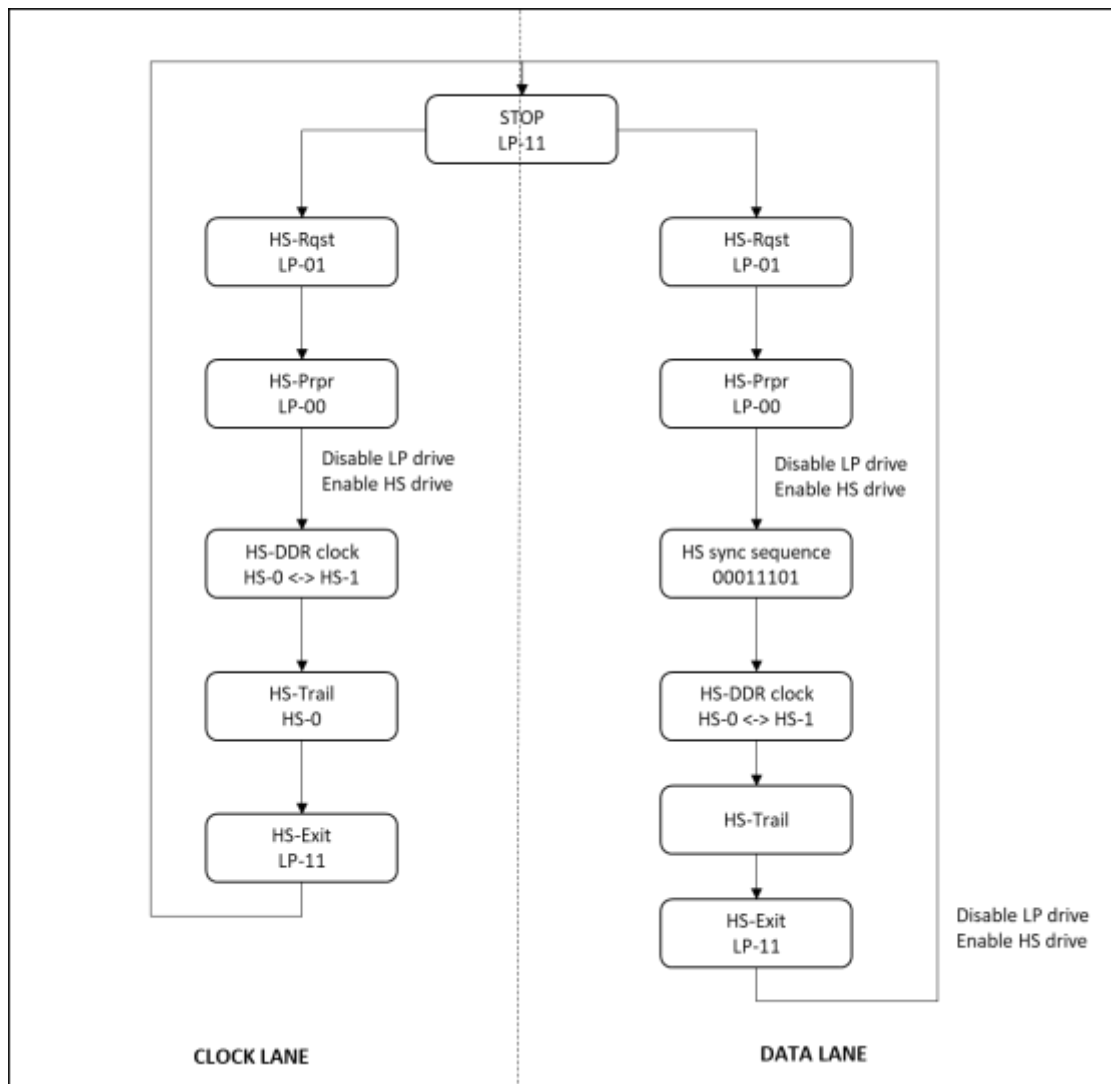 STOP
LP-11
HS-Rqst
LP-01
HS-Prpr
LP-00
Disable LP drive
Enable HS drive
HS-DDR clock
HS-0 <-> HS-1
HS-Trail
HS-0
HS-Exit
LP-11
CLOCK LANE
HS-Rqst
LP-01
HS-Prpr
LP-00
Disable LP drive
Enable HS drive
HS sync sequence
00011101
HS-DDR clock
HS-0 <-> HS-1
HS-Trail
HS-Exit
LP-11
Disable LP drive
Enable HS drive
DATA LANE